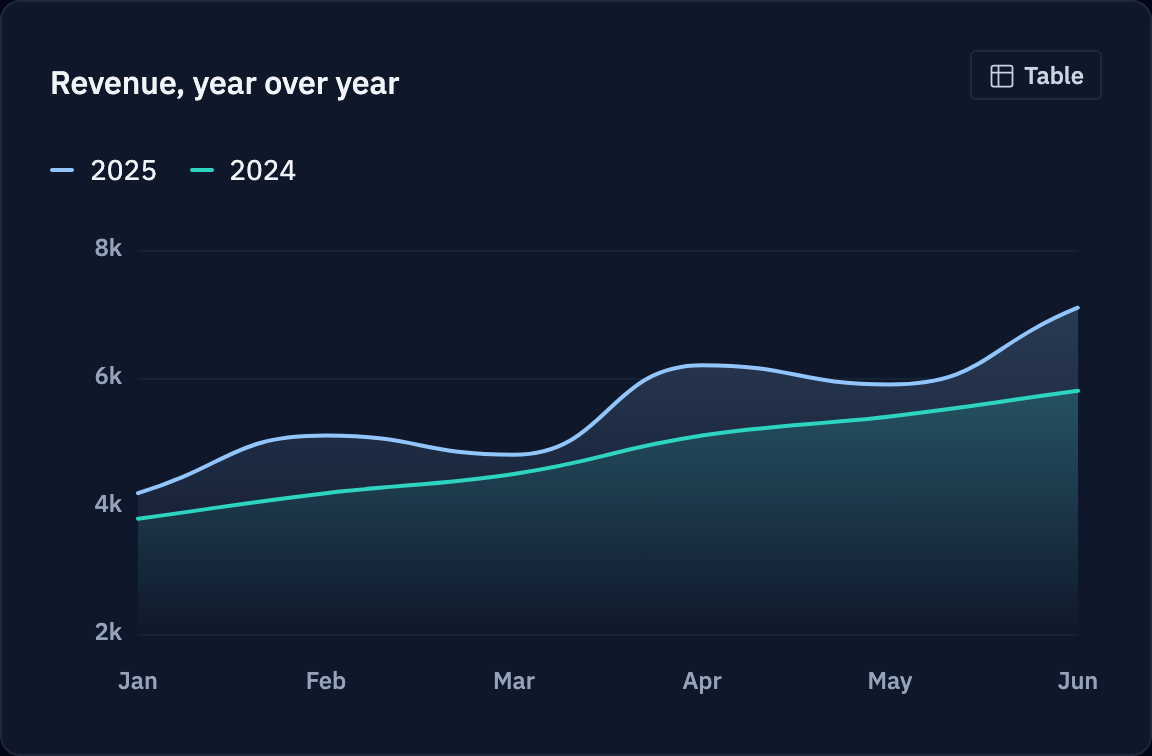 Revenue, year over year
Table
2025
2024
8k
6k
4k
2k
Jan
Feb
Mar
Apr
May
Jun